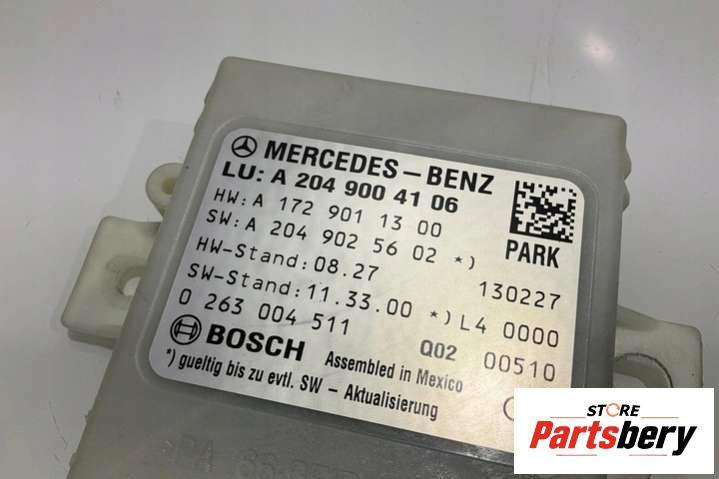 MERCEDES-BENZ
LU: A 204 900 41 06
HW: A 172 901 13 00
SW: A 204 902 56 02 *)
PARK
HW-Stand: 08.27
130227
SW-Stand: 11.33.00 *) L4 0000
0 263 004 511
Q02 00510
BOSCH
Assembled in Mexico
*) gueltig bis zu evtl. SW - Aktualisierung
STORE
Partsbery